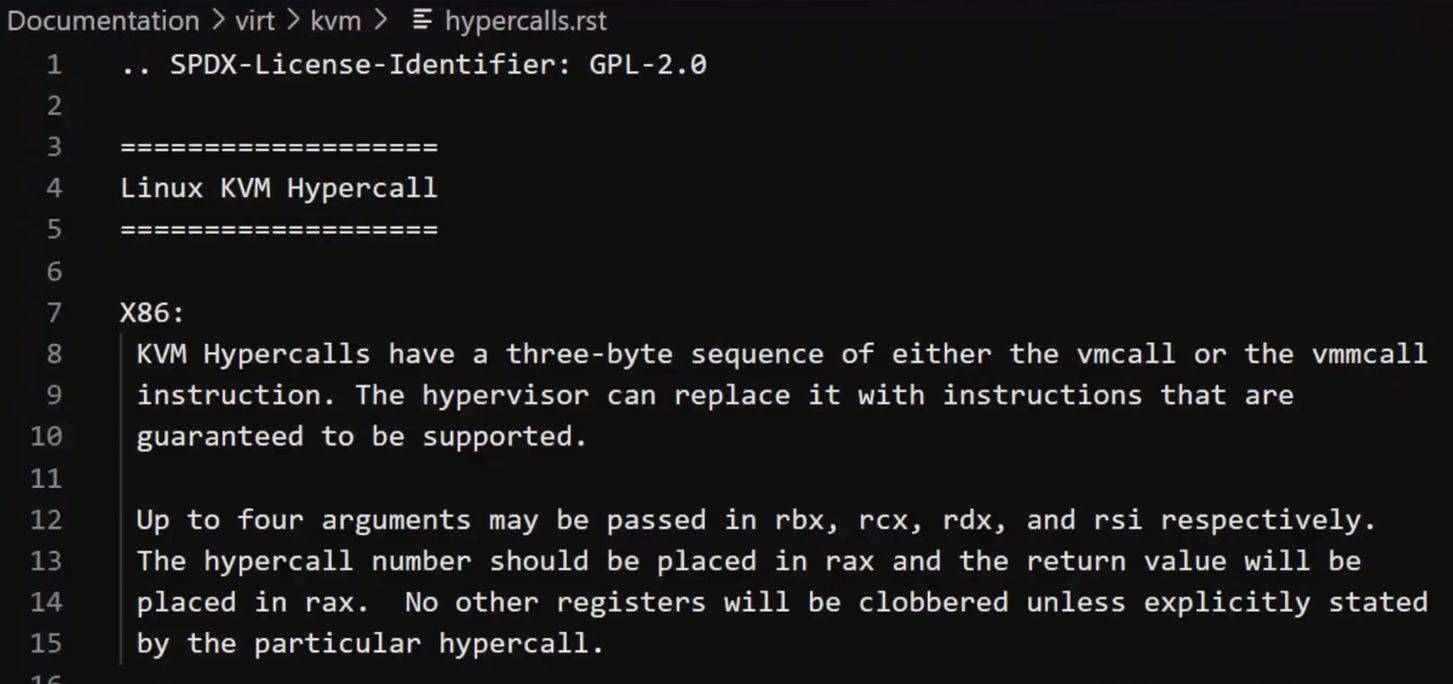 Documentation > virt > kvm > hypercalls.rst
1 .. SPDX-License-Identifier: GPL-2.0
2
3 ===================
4 Linux KVM Hypercall
5 ===================
6
7 X86:
8 KVM Hypercalls have a three-byte sequence of either the vmcall or the vmmcall
9 instruction. The hypervisor can replace it with instructions that are
10 guaranteed to be supported.
11
12 Up to four arguments may be passed in rbx, rcx, rdx, and rsi respectively.
13 The hypercall number should be placed in rax and the return value will be
14 placed in rax.  No other registers will be clobbered unless explicitly stated
15 by the particular hypercall.
16